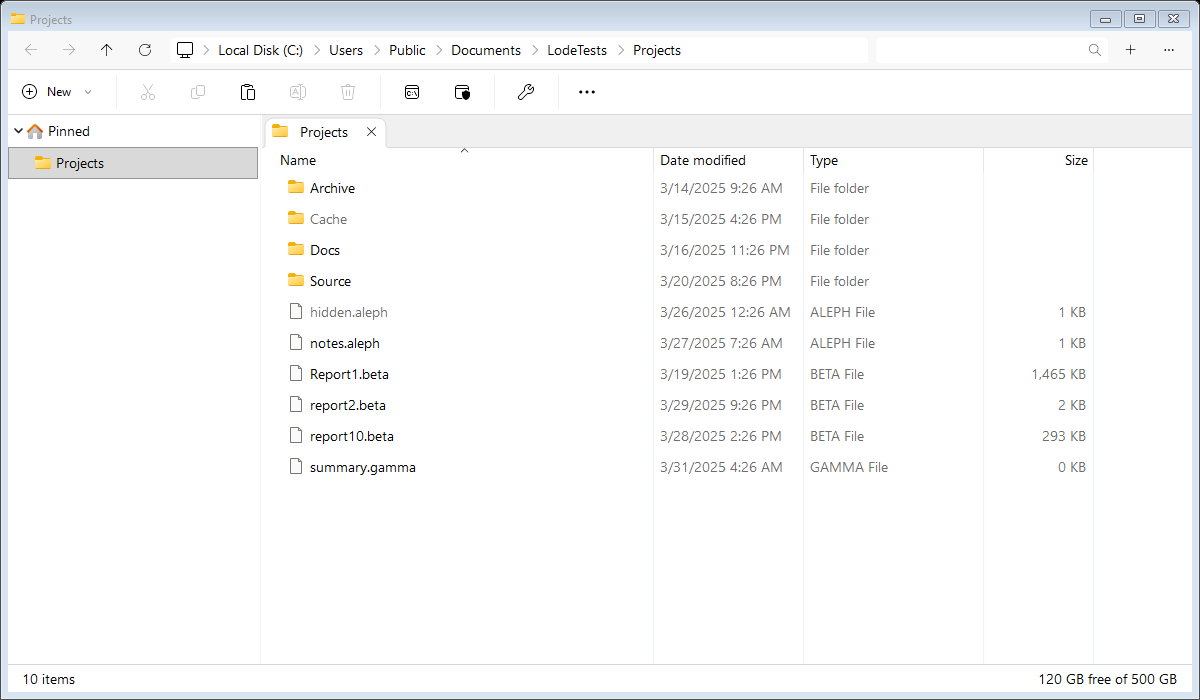 Projects
Local Disk (C:) Users Public Documents LodeTests Projects
New
Pinned
Projects
Projects
Name Date modified Type Size
Archive 3/14/2025 9:26 AM File folder
Cache 3/15/2025 4:26 PM File folder
Docs 3/16/2025 11:26 PM File folder
Source 3/20/2025 8:26 PM File folder
hidden.aleph 3/26/2025 12:26 AM ALEPH File 1 KB
notes.aleph 3/27/2025 7:26 AM ALEPH File 1 KB
Report1.beta 3/19/2025 1:26 PM BETA File 1,465 KB
report2.beta 3/29/2025 9:26 PM BETA File 2 KB
report10.beta 3/28/2025 2:26 PM BETA File 293 KB
summary.gamma 3/31/2025 4:26 AM GAMMA File 0 KB
10 items 120 GB free of 500 GB